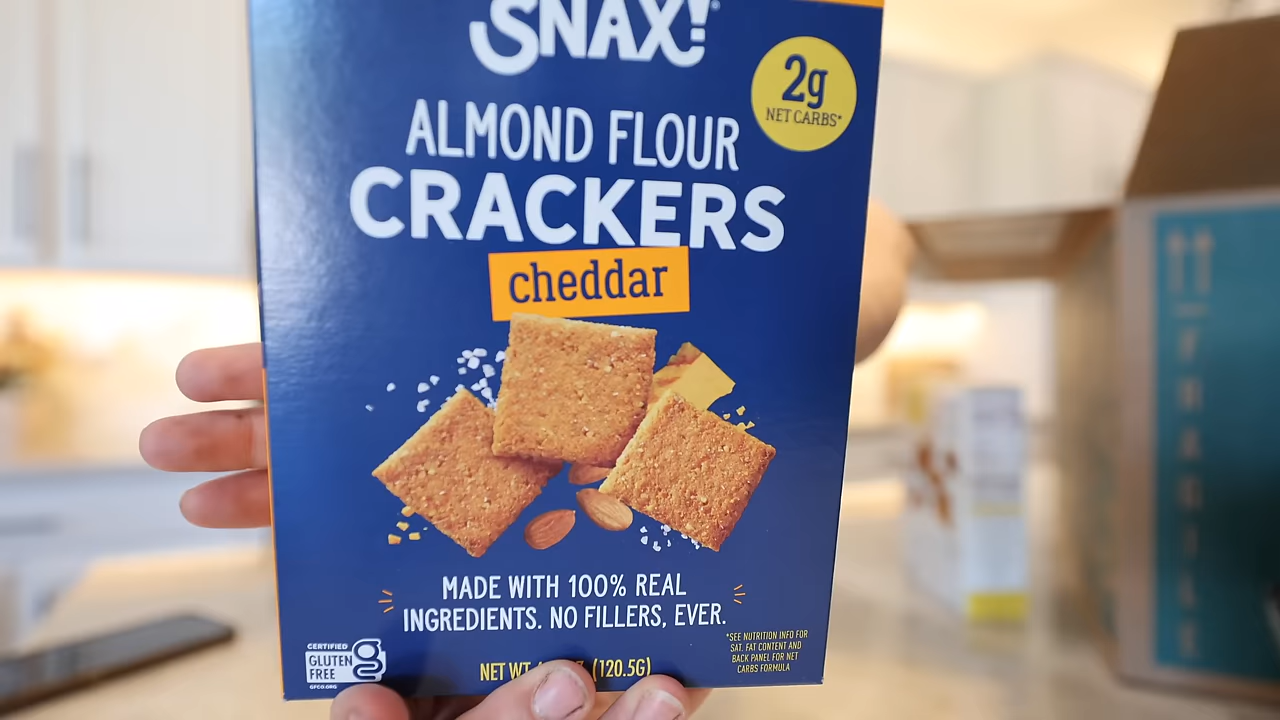 SNAX!
2g
NET CARBS*
ALMOND FLOUR
CRACKERS
cheddar
MADE WITH 100% REAL
INGREDIENTS. NO FILLERS, EVER.
*SEE NUTRITION INFO FOR
SAT. FAT CONTENT AND
BACK PANEL FOR NET
CARBS FORMULA
CERTIFIED
GLUTEN
FREE
GFCO.ORG
NET WT (120.5G)
FRAGILE